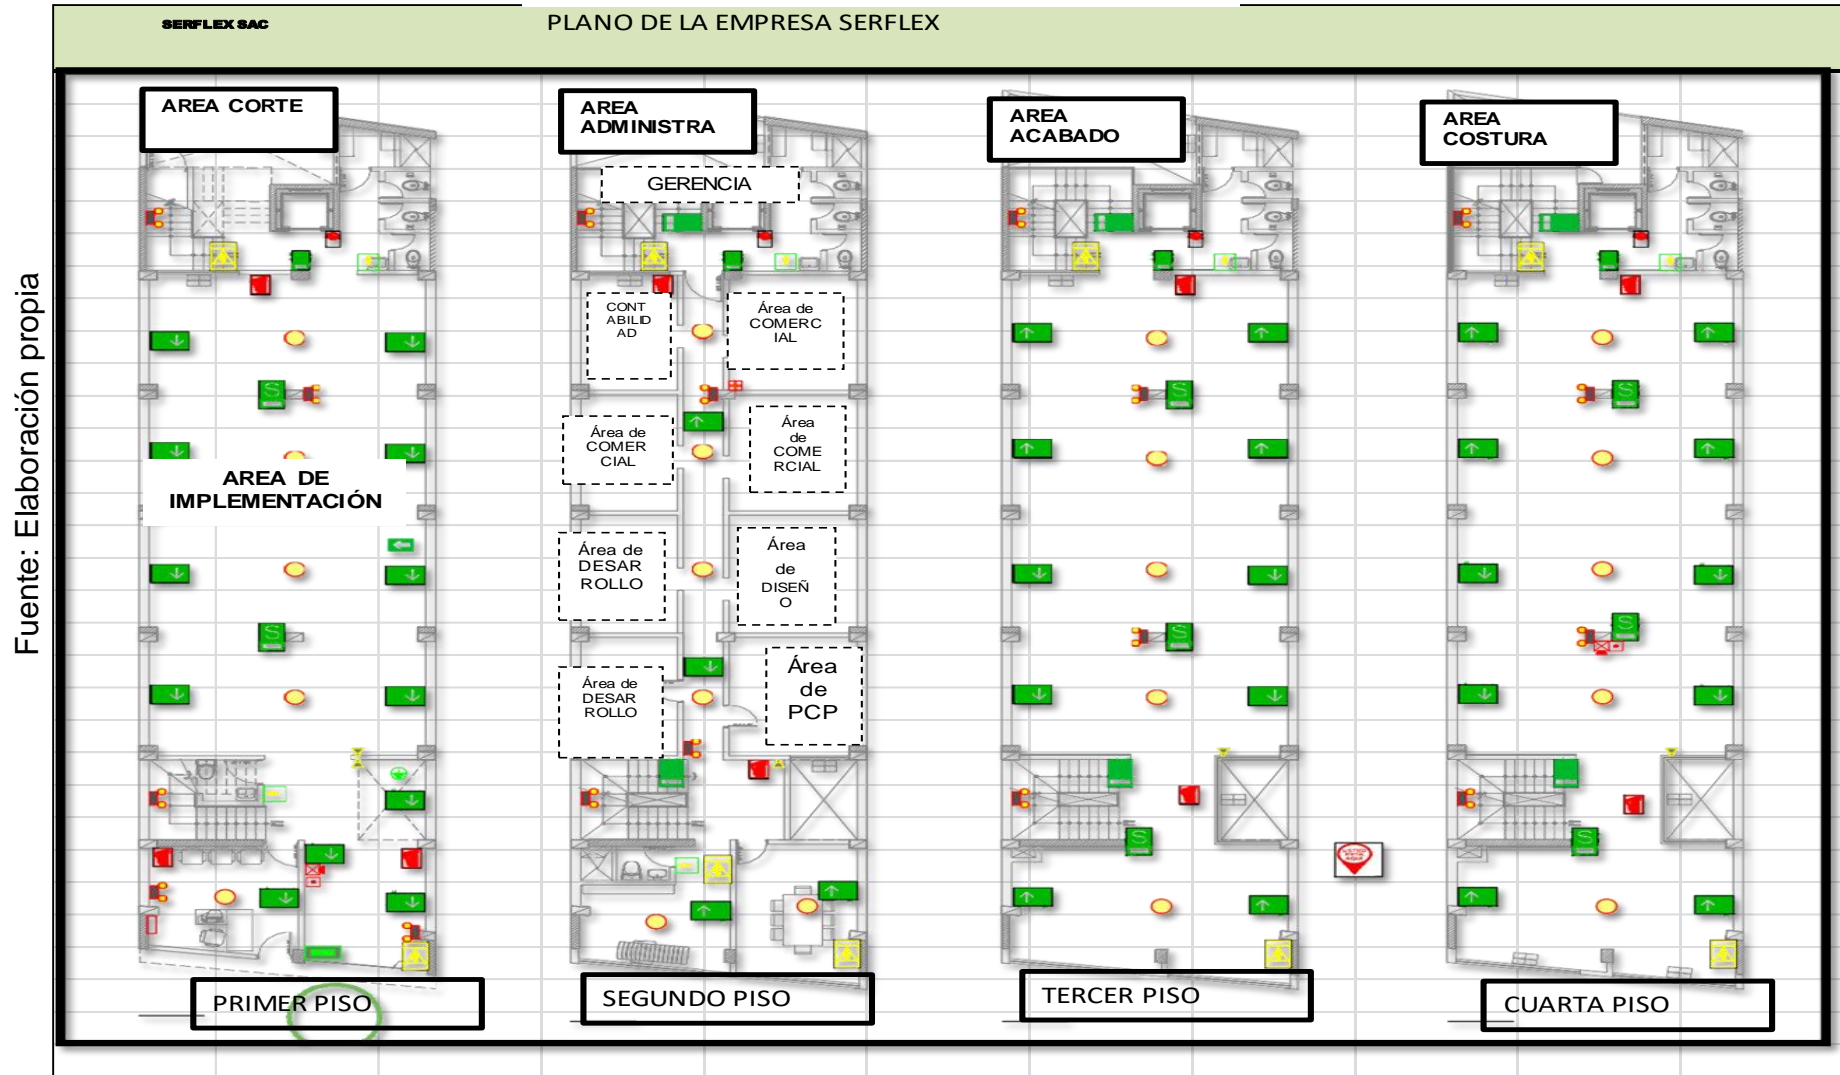 SERFLEX SAC
PLANO DE LA EMPRESA SERFLEX
Fuente: Elaboración propia
AREA CORTE
AREA DE
IMPLEMENTACIÓN
PRIMER PISO
AREA
ADMINISTRA
GERENCIA
CONT
ABILID
AD
Área de
COMERC
IAL
Área de
COMER
CIAL
Área
de
COME
RCIAL
Área de
DESAR
ROLLO
Área
de
DISEÑ
O
Área de
DESAR
ROLLO
Área
de
PCP
SEGUNDO PISO
AREA
ACABADO
S
S
S
TERCER PISO
AREA
COSTURA
S
S
S
CUARTA PISO
S
S